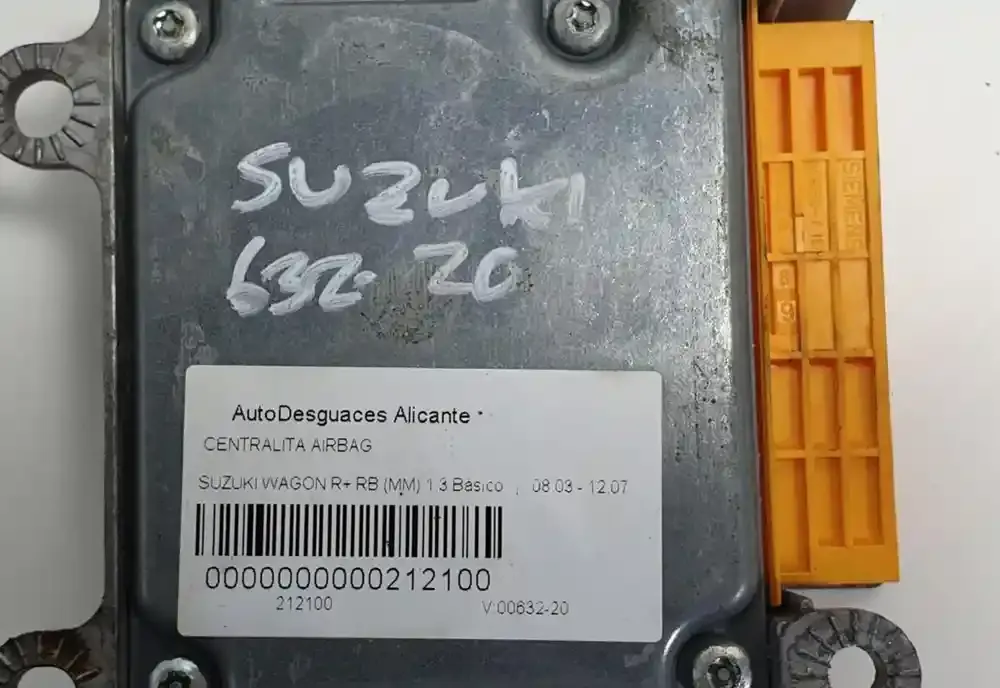 SUZUKI
632-20
AutoDesguaces Alicante *
CENTRALITA AIRBAG
SUZUKI WAGON R+ RB (MM) 1.3 Básico , 08.03 - 12.07
0000000000212100
212100 V:00632-20
SIEMENS